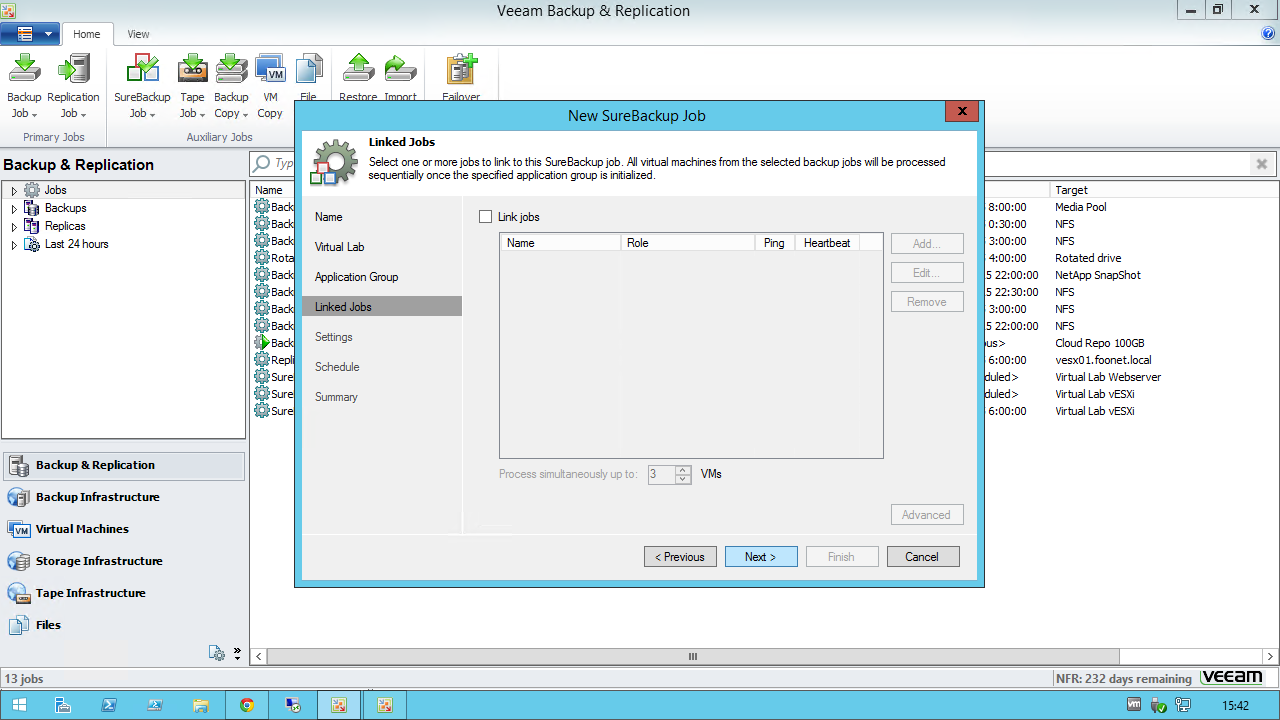 Veeam Backup & Replication
Home View
Backup Job
Replication Job
SureBackup Job
Tape Job
Backup Copy
VM Copy
File
Restore
Import
Failover
Primary Jobs
Auxiliary Jobs
Backup & Replication
Jobs
Backups
Replicas
Last 24 hours
Backup & Replication
Backup Infrastructure
Virtual Machines
Storage Infrastructure
Tape Infrastructure
Files
Typ
Name
Back
Back
Back
Rota
Back
Back
Back
Back
Back
Repli
Sure
Sure
Sure
New SureBackup Job
Linked Jobs
Select one or more jobs to link to this SureBackup job. All virtual machines from the selected backup jobs will be processed
sequentially once the specified application group is initialized.
Name
Virtual Lab
Application Group
Linked Jobs
Settings
Schedule
Summary
Link jobs
Name Role Ping Heartbeat
Add...
Edit...
Remove
Process simultaneously up to: 3 VMs
Advanced
< Previous Next > Finish Cancel
Target
8:00:00 Media Pool
0:30:00 NFS
3:00:00 NFS
4:00:00 Rotated drive
5 22:00:00 NetApp SnapShot
5 22:30:00 NFS
3:00:00 NFS
5 22:00:00 NFS
us> Cloud Repo 100GB
6:00:00 vesx01.foonet.local
duled> Virtual Lab Webserver
duled> Virtual Lab vESXi
6:00:00 Virtual Lab vESXi
13 jobs
NFR: 232 days remaining veeam
15:42